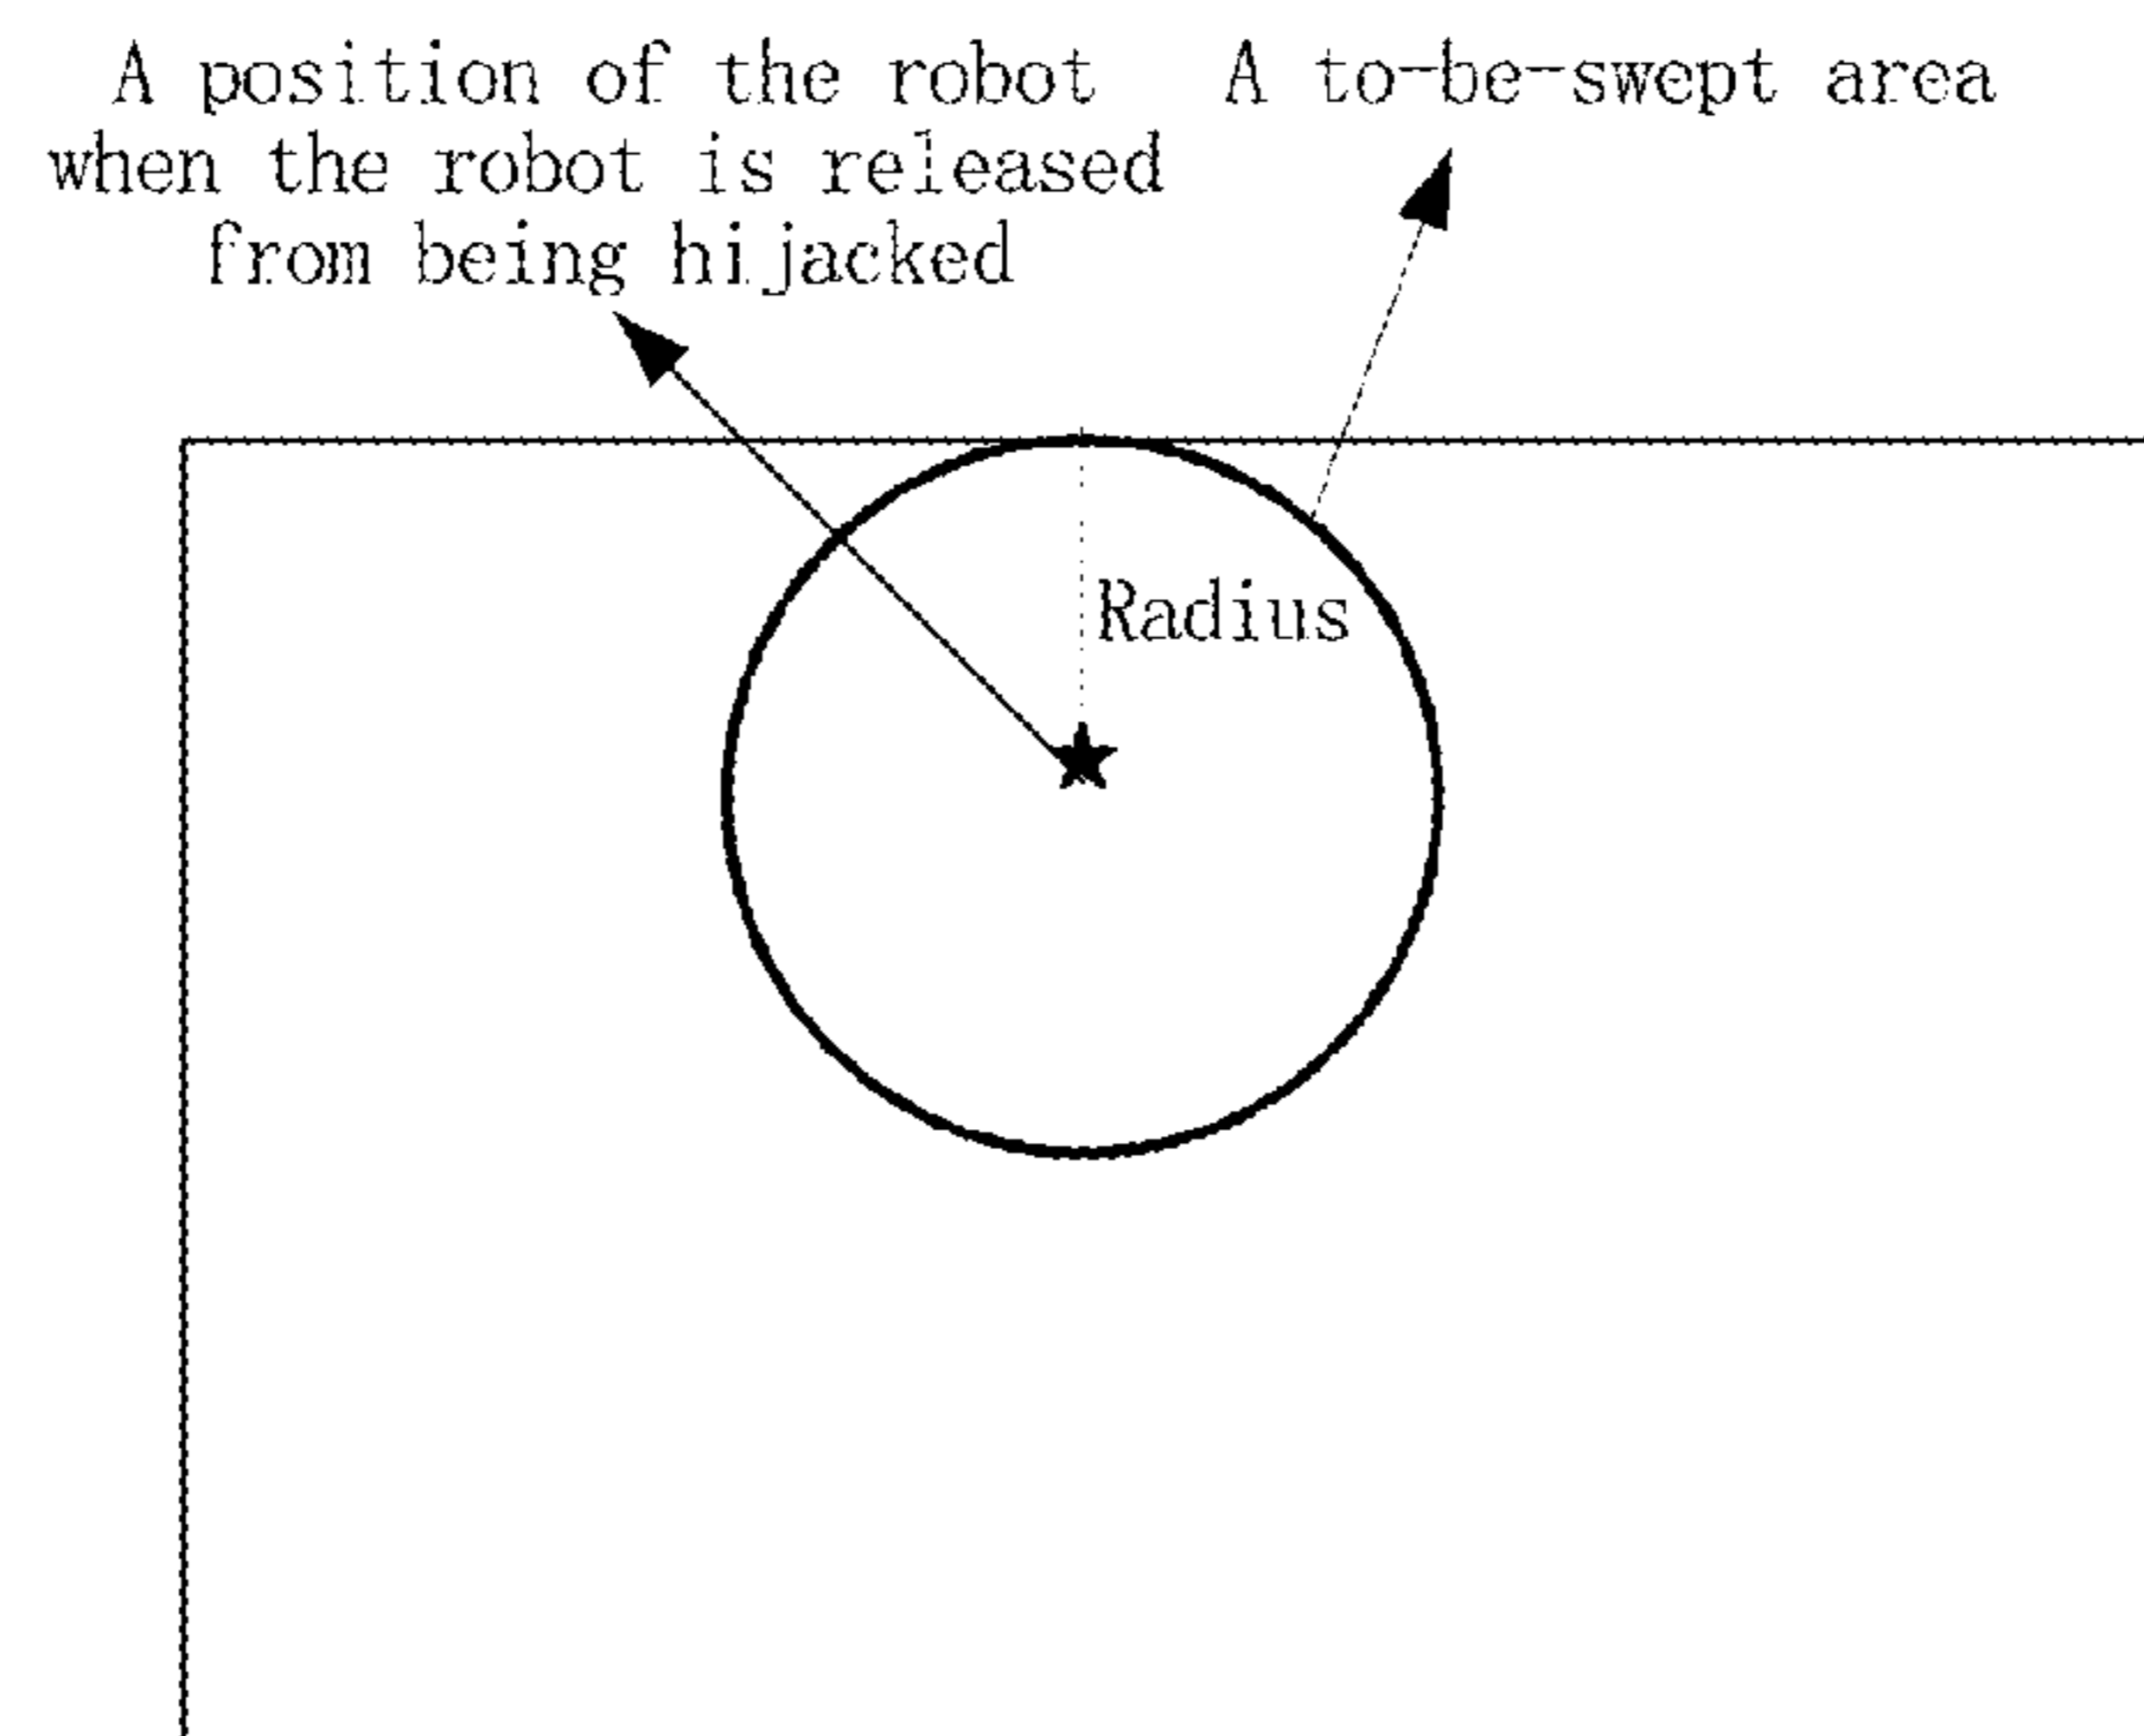 A position of the robot
when the robot is released
from being hijacked
A to-be-swept area
Radius